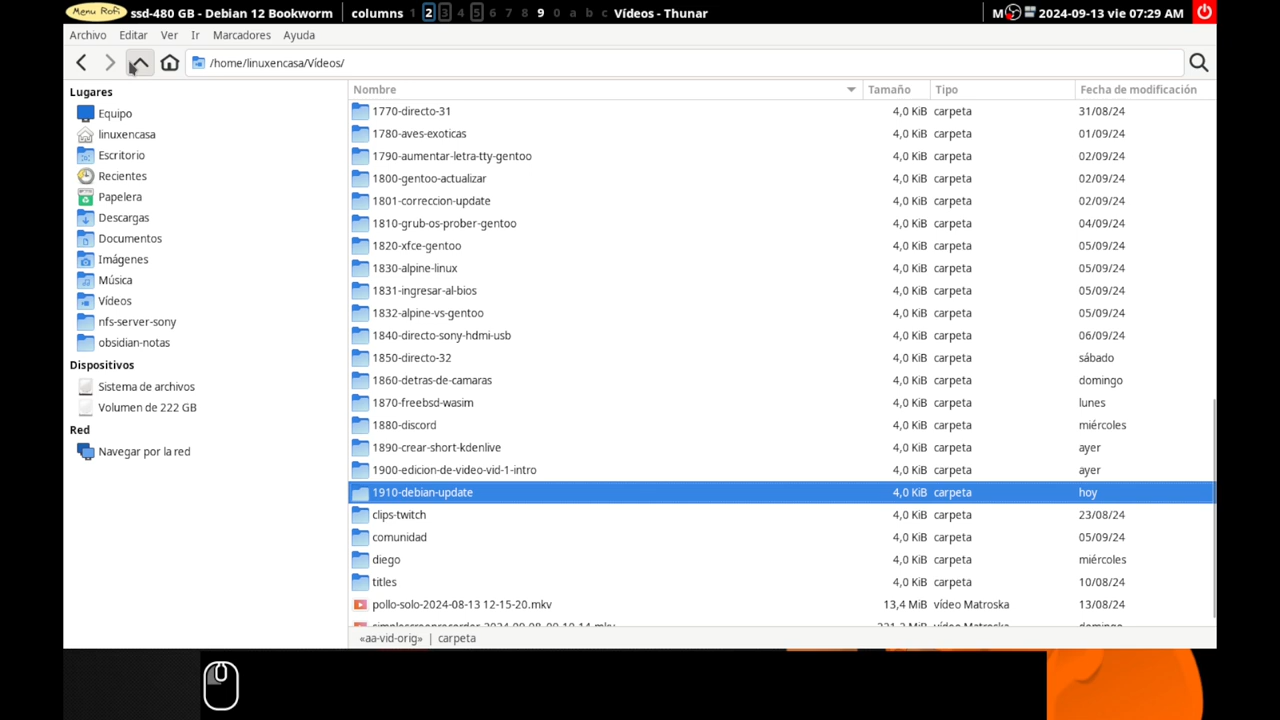 Menu Rofi ssd-480 GB - Debian 12 Bookworm columns 1 2 3 4 5 6 7 8 9 0 a b c Vídeos - Thunar M 2024-09-13 vie 07:29 AM
Archivo Editar Ver Ir Marcadores Ayuda
/home/linuxencasa/Vídeos/
Lugares
Equipo
linuxencasa
Escritorio
Recientes
Papelera
Descargas
Documentos
Imágenes
Música
Vídeos
nfs-server-sony
obsidian-notas
Dispositivos
Sistema de archivos
Volumen de 222 GB
Red
Navegar por la red
Nombre Tamaño Tipo Fecha de modificación
1770-directo-31 4,0 KiB carpeta 31/08/24
1780-aves-exoticas 4,0 KiB carpeta 01/09/24
1790-aumentar-letra-tty-gentoo 4,0 KiB carpeta 02/09/24
1800-gentoo-actualizar 4,0 KiB carpeta 02/09/24
1801-correccion-update 4,0 KiB carpeta 02/09/24
1810-grub-os-prober-gentoo 4,0 KiB carpeta 04/09/24
1820-xfce-gentoo 4,0 KiB carpeta 05/09/24
1830-alpine-linux 4,0 KiB carpeta 05/09/24
1831-ingresar-al-bios 4,0 KiB carpeta 05/09/24
1832-alpine-vs-gentoo 4,0 KiB carpeta 05/09/24
1840-directo-sony-hdmi-usb 4,0 KiB carpeta 06/09/24
1850-directo-32 4,0 KiB carpeta sábado
1860-detras-de-camaras 4,0 KiB carpeta domingo
1870-freebsd-wasim 4,0 KiB carpeta lunes
1880-discord 4,0 KiB carpeta miércoles
1890-crear-short-kdenlive 4,0 KiB carpeta ayer
1900-edicion-de-video-vid-1-intro 4,0 KiB carpeta ayer
1910-debian-update 4,0 KiB carpeta hoy
clips-twitch 4,0 KiB carpeta 23/08/24
comunidad 4,0 KiB carpeta 05/09/24
diego 4,0 KiB carpeta miércoles
titles 4,0 KiB carpeta 10/08/24
pollo-solo-2024-08-13 12-15-20.mkv 13,4 MiB vídeo Matroska 13/08/24
vídeo Matroska domingo
«aa-vid-orig» | carpeta